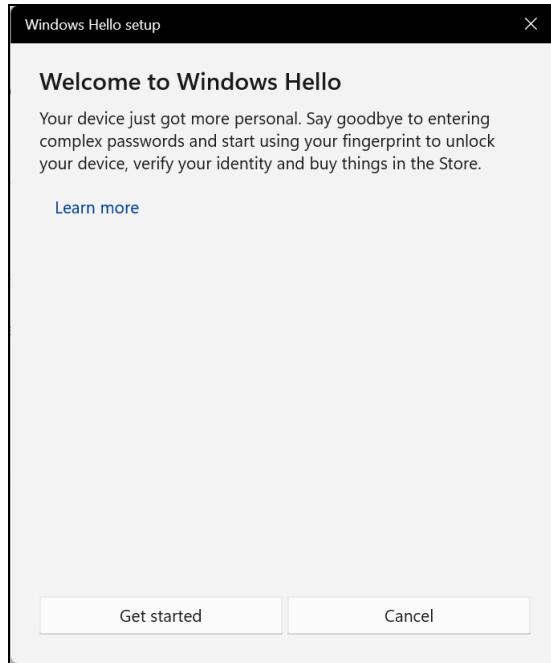 Windows Hello setup
Welcome to Windows Hello
Your device just got more personal. Say goodbye to entering
complex passwords and start using your fingerprint to unlock
your device, verify your identity and buy things in the Store.
Learn more
Get started
Cancel